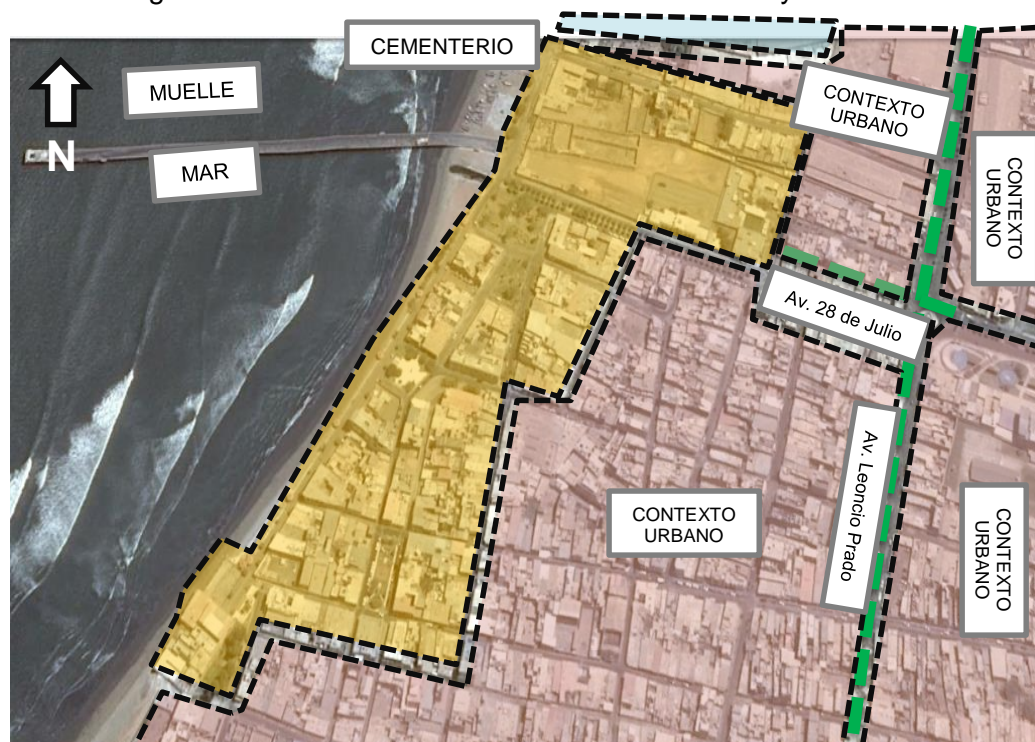 CEMENTERIO
MUELLE
CONTEXTO
URBANO
N
MAR
CONTEXTO
URBANO
Av. 28 de Julio
Av. Leoncio Prado
CONTEXTO
URBANO
CONTEXTO
URBANO